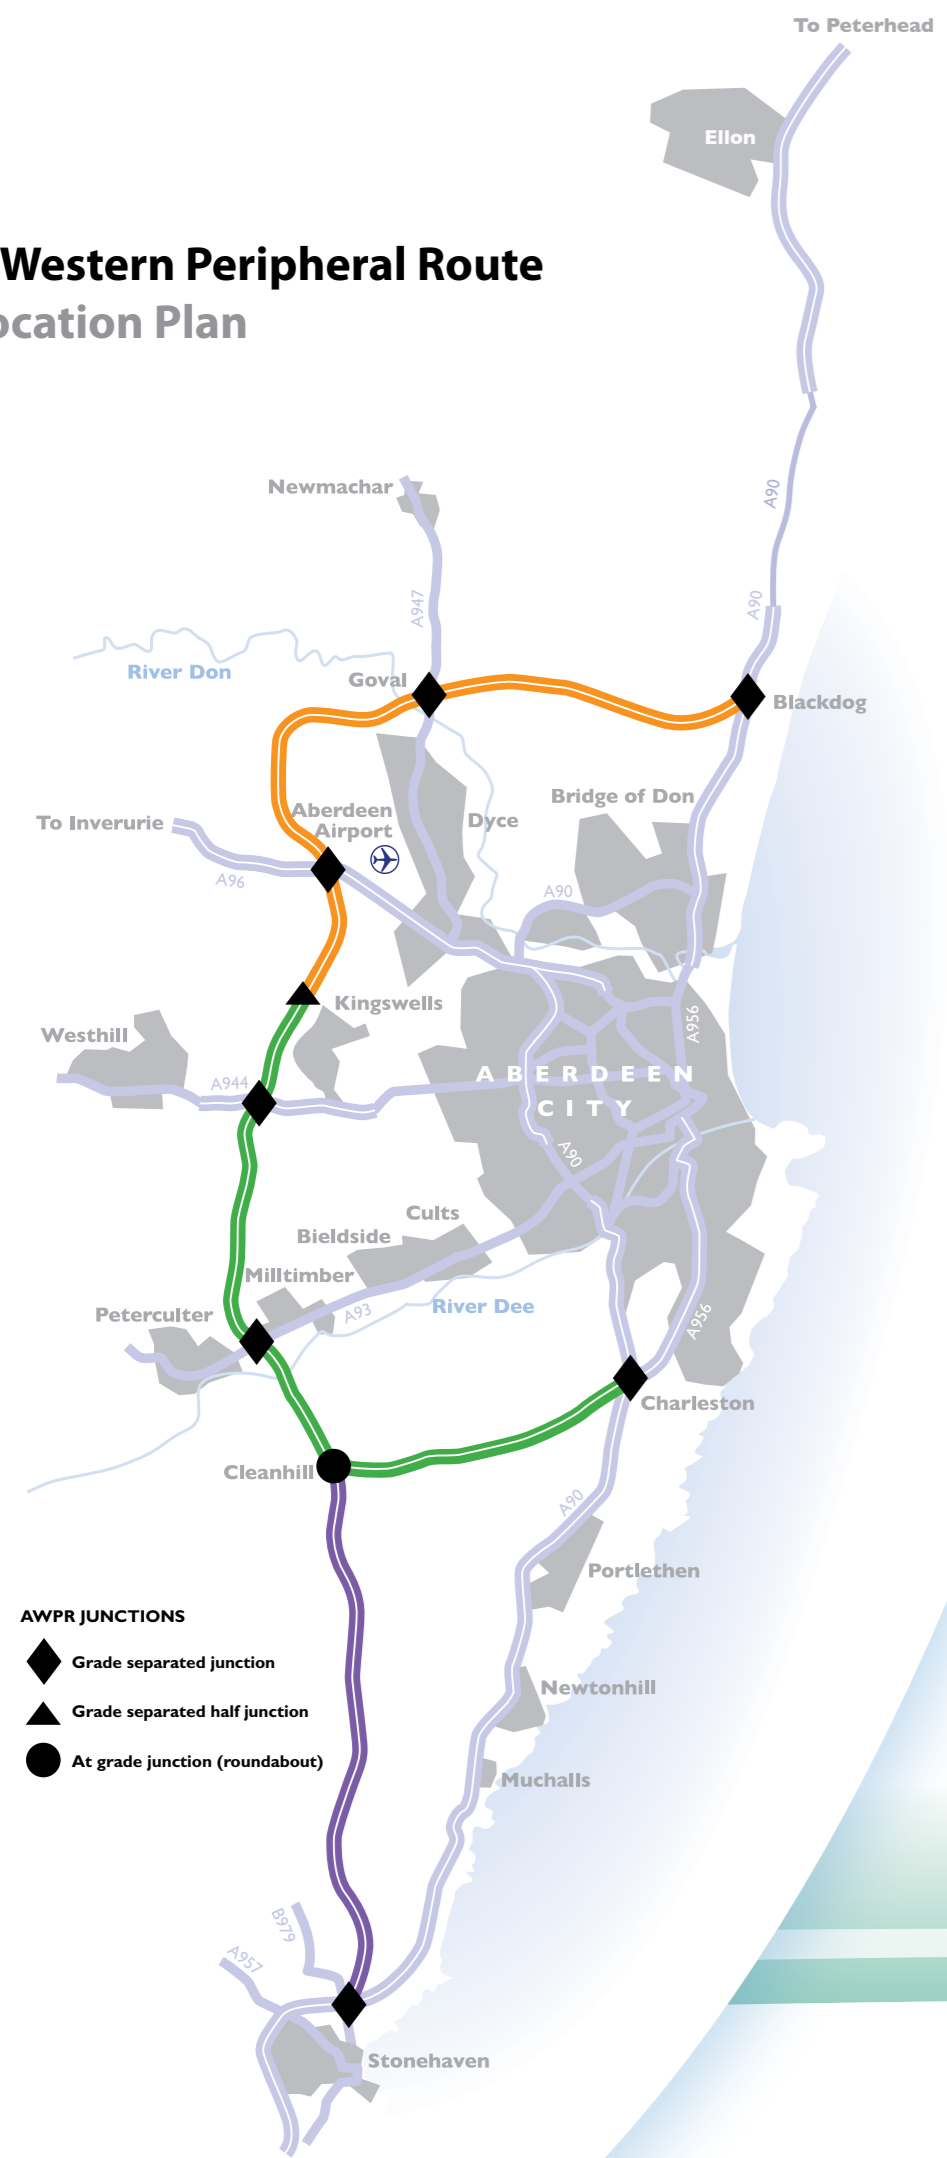 To Peterhead
Ellon
Western Peripheral Route
ocation Plan
A90
Newmachar
A947
A90
River Don
Goval
Blackdog
Bridge of Don
Aberdeen
Airport
To Inverurie
Dyce
A96
A90
Kingswells
A956
Westhill
A944
ABERDEEN
CITY
A90
Cults
Bieldside
Milltimber
A93
River Dee
Peterculter
A956
Charleston
Cleanhill
A90
Portlethen
AWPR JUNCTIONS
Grade separated junction
Grade separated half junction
At grade junction (roundabout)
Newtonhill
Muchalls
B979
A957
Stonehaven